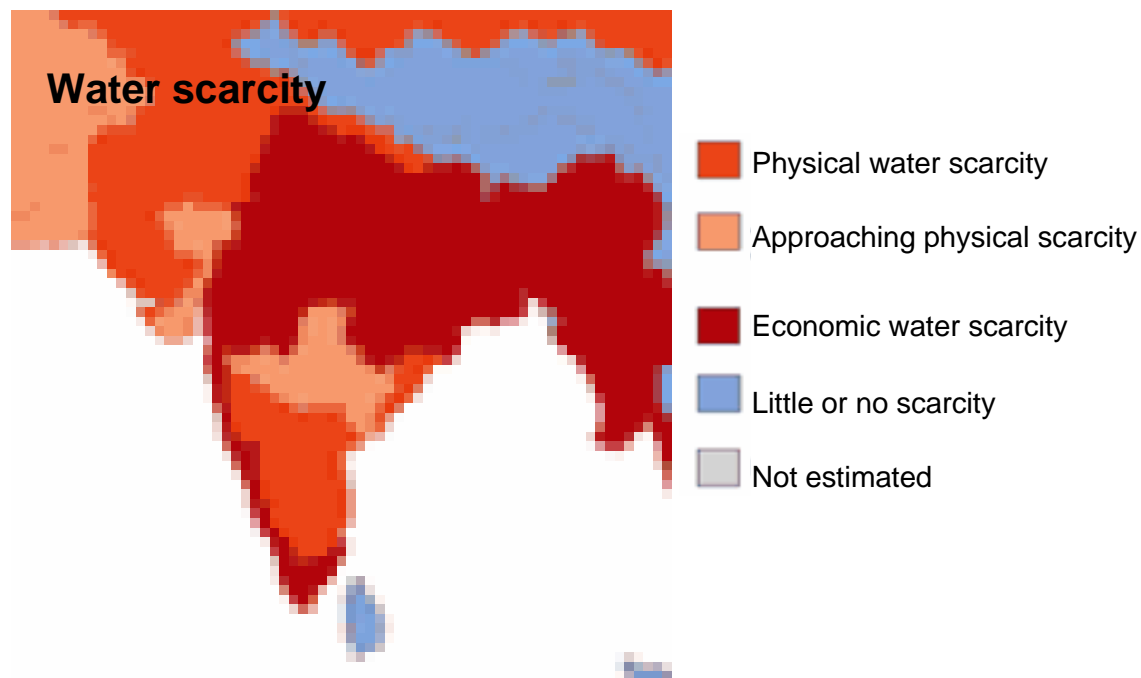 Water scarcity
Physical water scarcity
Approaching physical scarcity
Economic water scarcity
Little or no scarcity
Not estimated